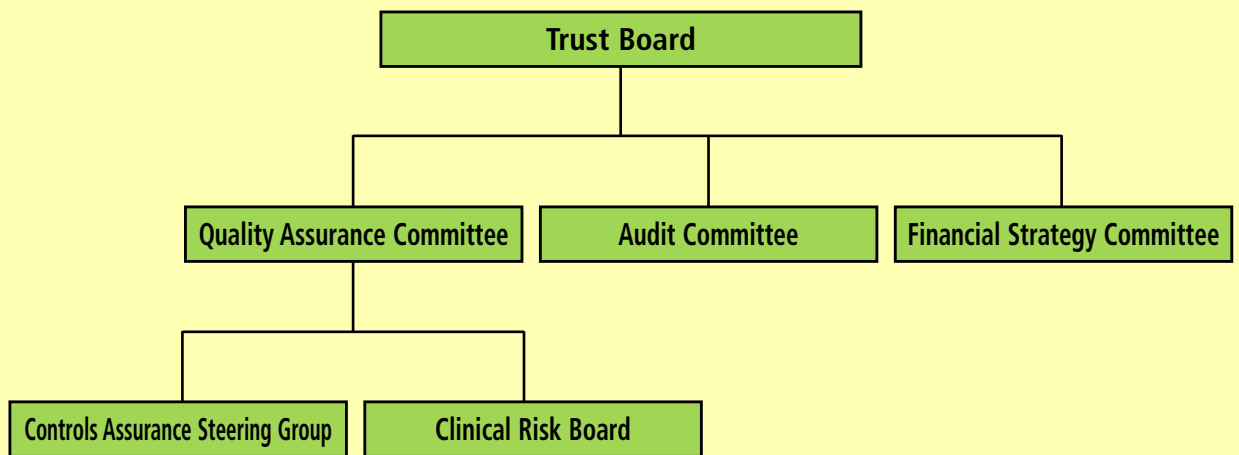 Trust Board
Quality Assurance Committee
Audit Committee
Financial Strategy Committee
Controls Assurance Steering Group
Clinical Risk Board